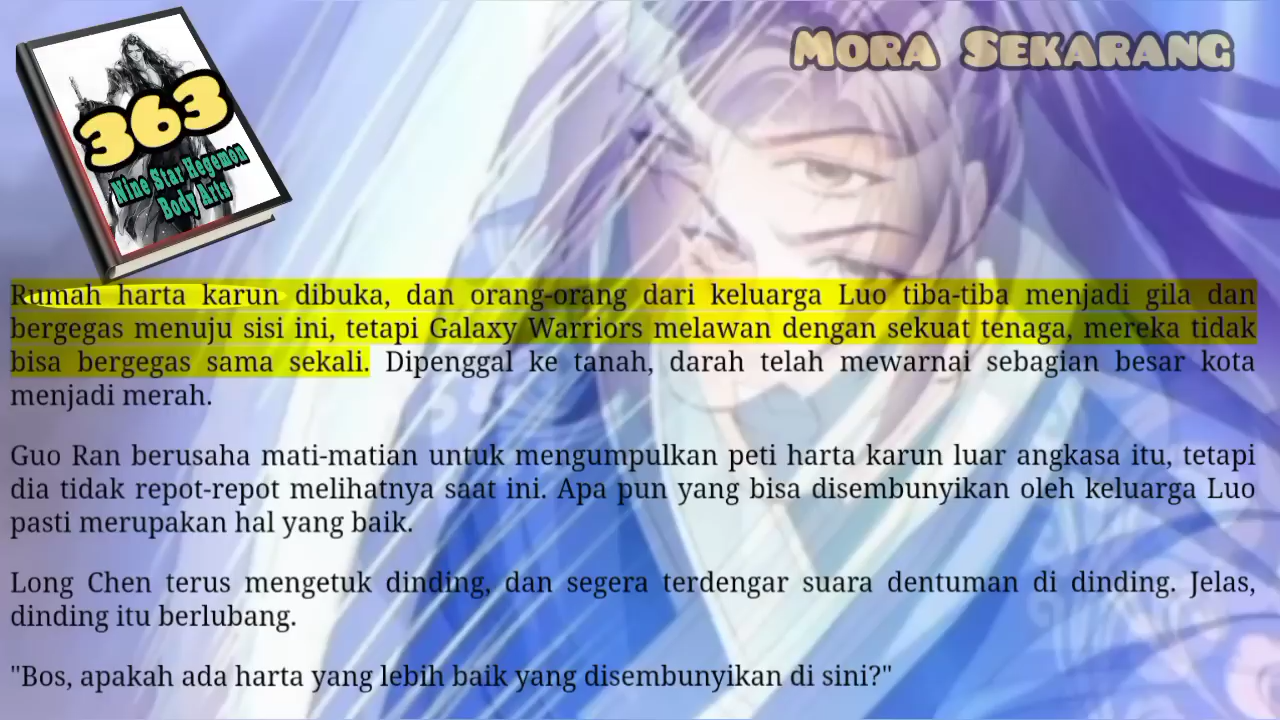 Mora Sekarang
363
Nine Star Hegemon
Body Arts
Rumah harta karun dibuka, dan orang-orang dari keluarga Luo tiba-tiba menjadi gila dan
bergegas menuju sisi ini, tetapi Galaxy Warriors melawan dengan sekuat tenaga, mereka tidak
bisa bergegas sama sekali. Dipenggal ke tanah, darah telah mewarnai sebagian besar kota
menjadi merah.
Guo Ran berusaha mati-matian untuk mengumpulkan peti harta karun luar angkasa itu, tetapi
dia tidak repot-repot melihatnya saat ini. Apa pun yang bisa disembunyikan oleh keluarga Luo
pasti merupakan hal yang baik.
Long Chen terus mengetuk dinding, dan segera terdengar suara dentuman di dinding. Jelas,
dinding itu berlubang.
"Bos, apakah ada harta yang lebih baik yang disembunyikan di sini?"